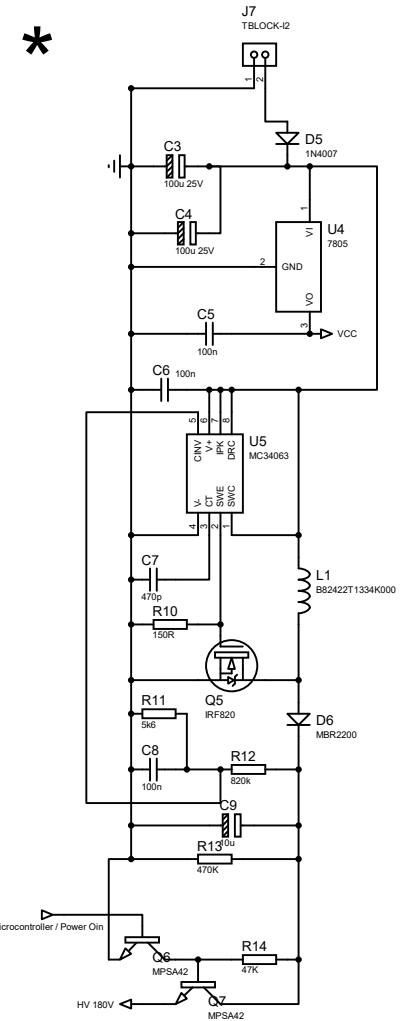 *
J7
TBLOCK-I2
1
2
D5
1N4007
C3
100u 25V
C4
100u 25V
1
VI
U4
7805
2
GND
VO
3
VCC
C5
100n
C6
100n
5
6
7
8
CINV
V+
IPK
DRC
U5
MC34063
V-
CT
SWE
SWC
4
3
2
1
C7
470p
L1
B82422T1334K000
R10
150R
Q5
IRF820
R11
5k6
D6
MBR2200
C8
100n
R12
820k
C9
10u
R13
470K
icrocontroller / Power Oin
Q6
MPSA42
R14
47K
HV 180V
Q7
MPSA42